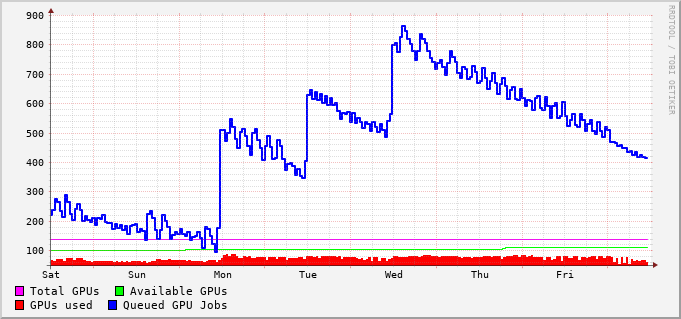 900
800
700
600
500
400
300
200
100
Sat Sun Mon Tue Wed Thu Fri
Total GPUs Available GPUs
GPUs used Queued GPU Jobs
RRDTOOL / TOBI OETIKER